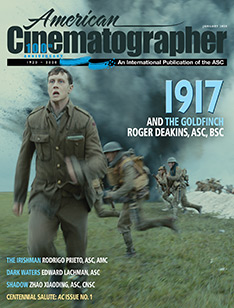 American
JANUARY 2020
Cinematographer
ANNIVERSARY
1920 - 2020
An International Publication of the ASC
1917
AND THE GOLDFINCH
ROGER DEAKINS, ASC, BSC
THE IRISHMAN RODRIGO PRIETO, ASC, AMC
DARK WATERS EDWARD LACHMAN, ASC
SHADOW ZHAO XIAODING, ASC, CNSC
CENTENNIAL SALUTE: AC ISSUE NO. 1